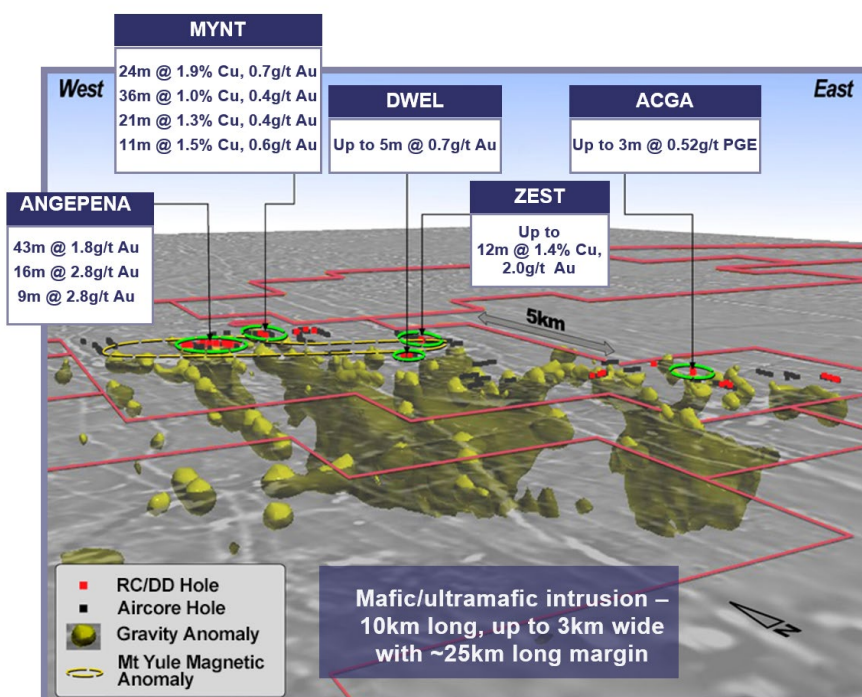 MYNT
24m @ 1.9% Cu, 0.7g/t Au
36m @ 1.0% Cu, 0.4g/t Au
21m @ 1.3% Cu, 0.4g/t Au
11m @ 1.5% Cu, 0.6g/t Au
West
East
DWEL
Up to 5m @ 0.7g/t Au
ACGA
Up to 3m @ 0.52g/t PGE
ANGEPENA
43m @ 1.8g/t Au
16m @ 2.8g/t Au
9m @ 2.8g/t Au
ZEST
Up to
12m @ 1.4% Cu,
2.0g/t Au
5km
RC/DD Hole
Aircore Hole
Gravity Anomaly
Mt Yule Magnetic
Anomaly
Mafic/ultramafic intrusion –
10km long, up to 3km wide
with ~25km long margin
N